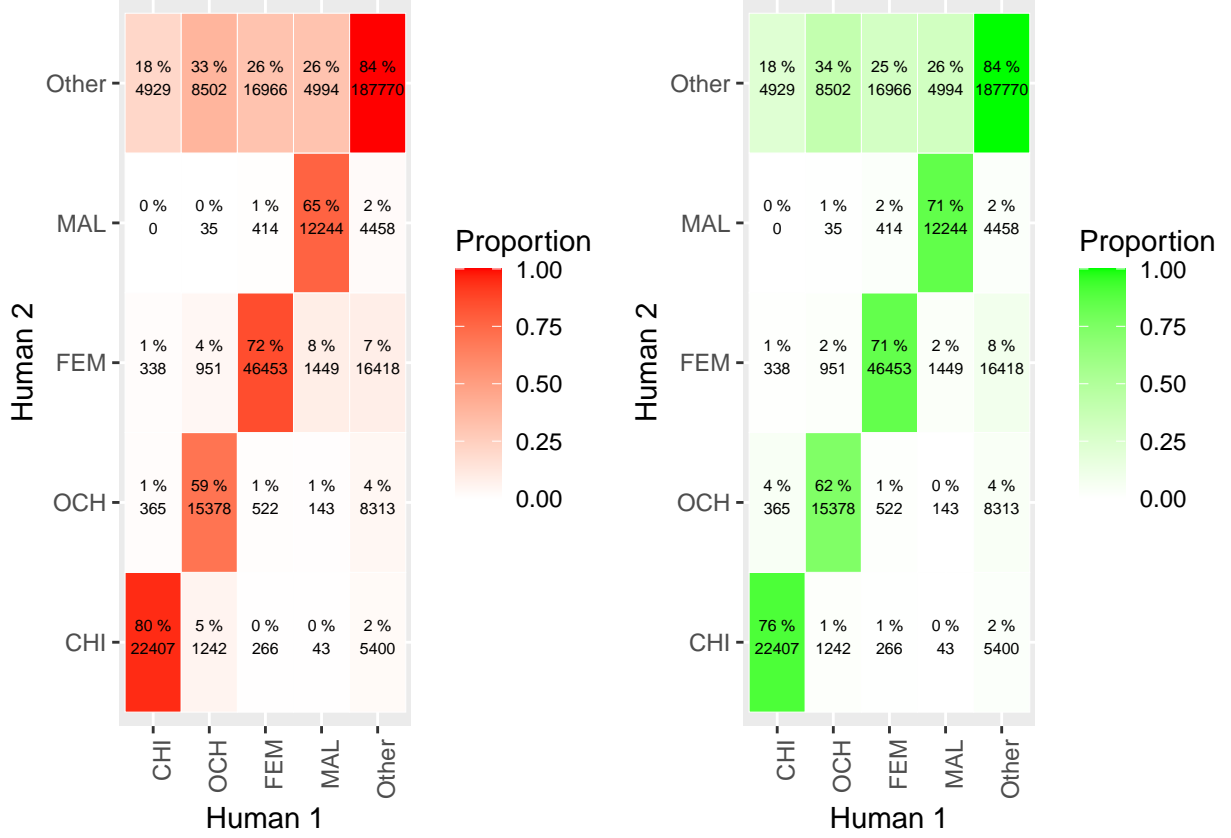 Other
18 % 33 % 26 % 26 % 84 %
4929 8502 16966 4994 187770
MAL
0 % 0 % 1 % 65 % 2 %
0 35 414 12244 4458
FEM
1 % 4 % 72 % 8 % 7 %
338 951 46453 1449 16418
OCH
1 % 59 % 1 % 1 % 4 %
365 15378 522 143 8313
CHI
80 % 5 % 0 % 0 % 2 %
22407 1242 266 43 5400
CHI OCH FEM MAL Other
Human 1
Human 2
Proportion
1.00
0.75
0.50
0.25
0.00
Other
18 % 34 % 25 % 26 % 84 %
4929 8502 16966 4994 187770
MAL
0 % 1 % 2 % 71 % 2 %
0 35 414 12244 4458
FEM
1 % 2 % 71 % 2 % 8 %
338 951 46453 1449 16418
OCH
4 % 62 % 1 % 0 % 4 %
365 15378 522 143 8313
CHI
76 % 1 % 1 % 0 % 2 %
22407 1242 266 43 5400
CHI OCH FEM MAL Other
Human 1
Human 2
Proportion
1.00
0.75
0.50
0.25
0.00